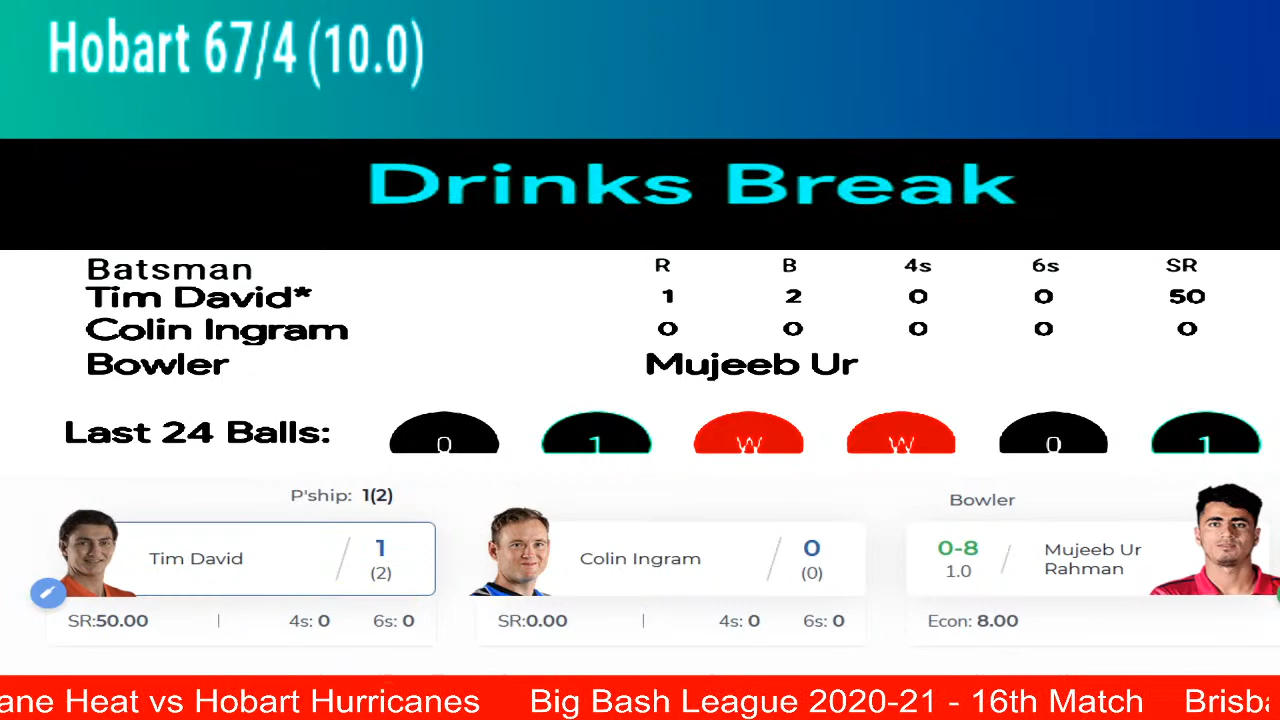 Hobart 67/4 (10.0)
Drinks Break
Batsman R B 4s 6s SR
Tim David* 1 2 0 0 50
Colin Ingram 0 0 0 0 0
Bowler Mujeeb Ur
Last 24 Balls: 0 1 W W 0 1
P'ship: 1(2) Bowler
Tim David / 1 (2)
Colin Ingram / 0 (0)
0-8 1.0 / Mujeeb Ur Rahman
SR:50.00 | 4s: 0 6s: 0
SR:0.00 | 4s: 0 6s: 0
Econ: 8.00
ane Heat vs Hobart Hurricanes Big Bash League 2020-21 - 16th Match Brisba